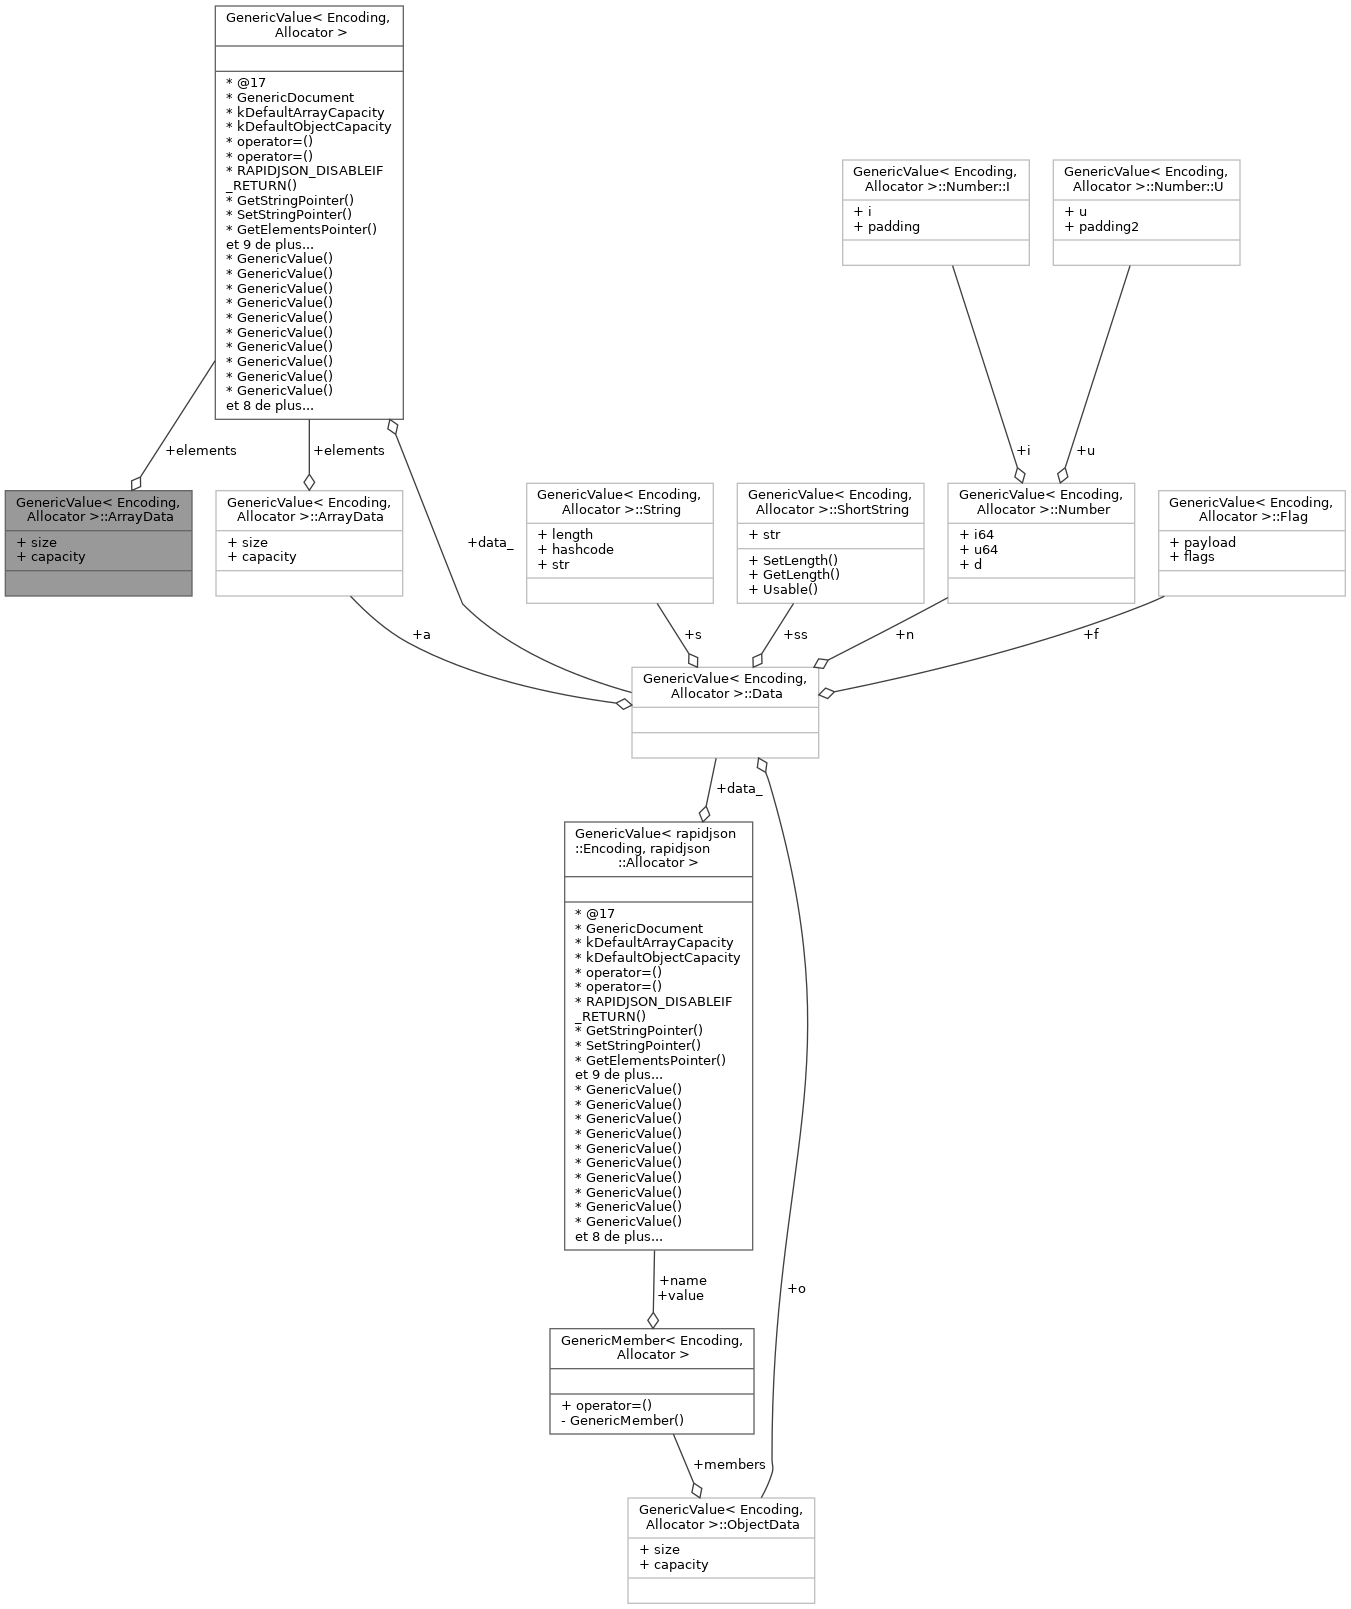 GenericValue< Encoding,
Allocator >
* @17
* GenericDocument
* kDefaultArrayCapacity
* kDefaultObjectCapacity
* operator=()
* operator=()
* RAPIDJSON_DISABLEIF
_RETURN()
* GetStringPointer()
* SetStringPointer()
* GetElementsPointer()
et 9 de plus...
* GenericValue()
* GenericValue()
* GenericValue()
* GenericValue()
* GenericValue()
* GenericValue()
* GenericValue()
* GenericValue()
* GenericValue()
* GenericValue()
et 8 de plus...
GenericValue< Encoding,
Allocator >::Number::I
+ i
+ padding
GenericValue< Encoding,
Allocator >::Number::U
+ u
+ padding2
+elements
+elements
+i
+u
GenericValue< Encoding,
Allocator >::ArrayData
+ size
+ capacity
GenericValue< Encoding,
Allocator >::ArrayData
+ size
+ capacity
+data_
GenericValue< Encoding,
Allocator >::String
+ length
+ hashcode
+ str
GenericValue< Encoding,
Allocator >::ShortString
+ str
+ SetLength()
+ GetLength()
+ Usable()
GenericValue< Encoding,
Allocator >::Number
+ i64
+ u64
+ d
GenericValue< Encoding,
Allocator >::Flag
+ payload
+ flags
+a
+s
+ss
+n
+f
GenericValue< Encoding,
Allocator >::Data
+data_
GenericValue< rapidjson
::Encoding, rapidjson
::Allocator >
* @17
* GenericDocument
* kDefaultArrayCapacity
* kDefaultObjectCapacity
* operator=()
* operator=()
* RAPIDJSON_DISABLEIF
_RETURN()
* GetStringPointer()
* SetStringPointer()
* GetElementsPointer()
et 9 de plus...
* GenericValue()
* GenericValue()
* GenericValue()
* GenericValue()
* GenericValue()
* GenericValue()
* GenericValue()
* GenericValue()
* GenericValue()
* GenericValue()
et 8 de plus...
+name
+value
+o
GenericMember< Encoding,
Allocator >
+ operator=()
- GenericMember()
+members
GenericValue< Encoding,
Allocator >::ObjectData
+ size
+ capacity